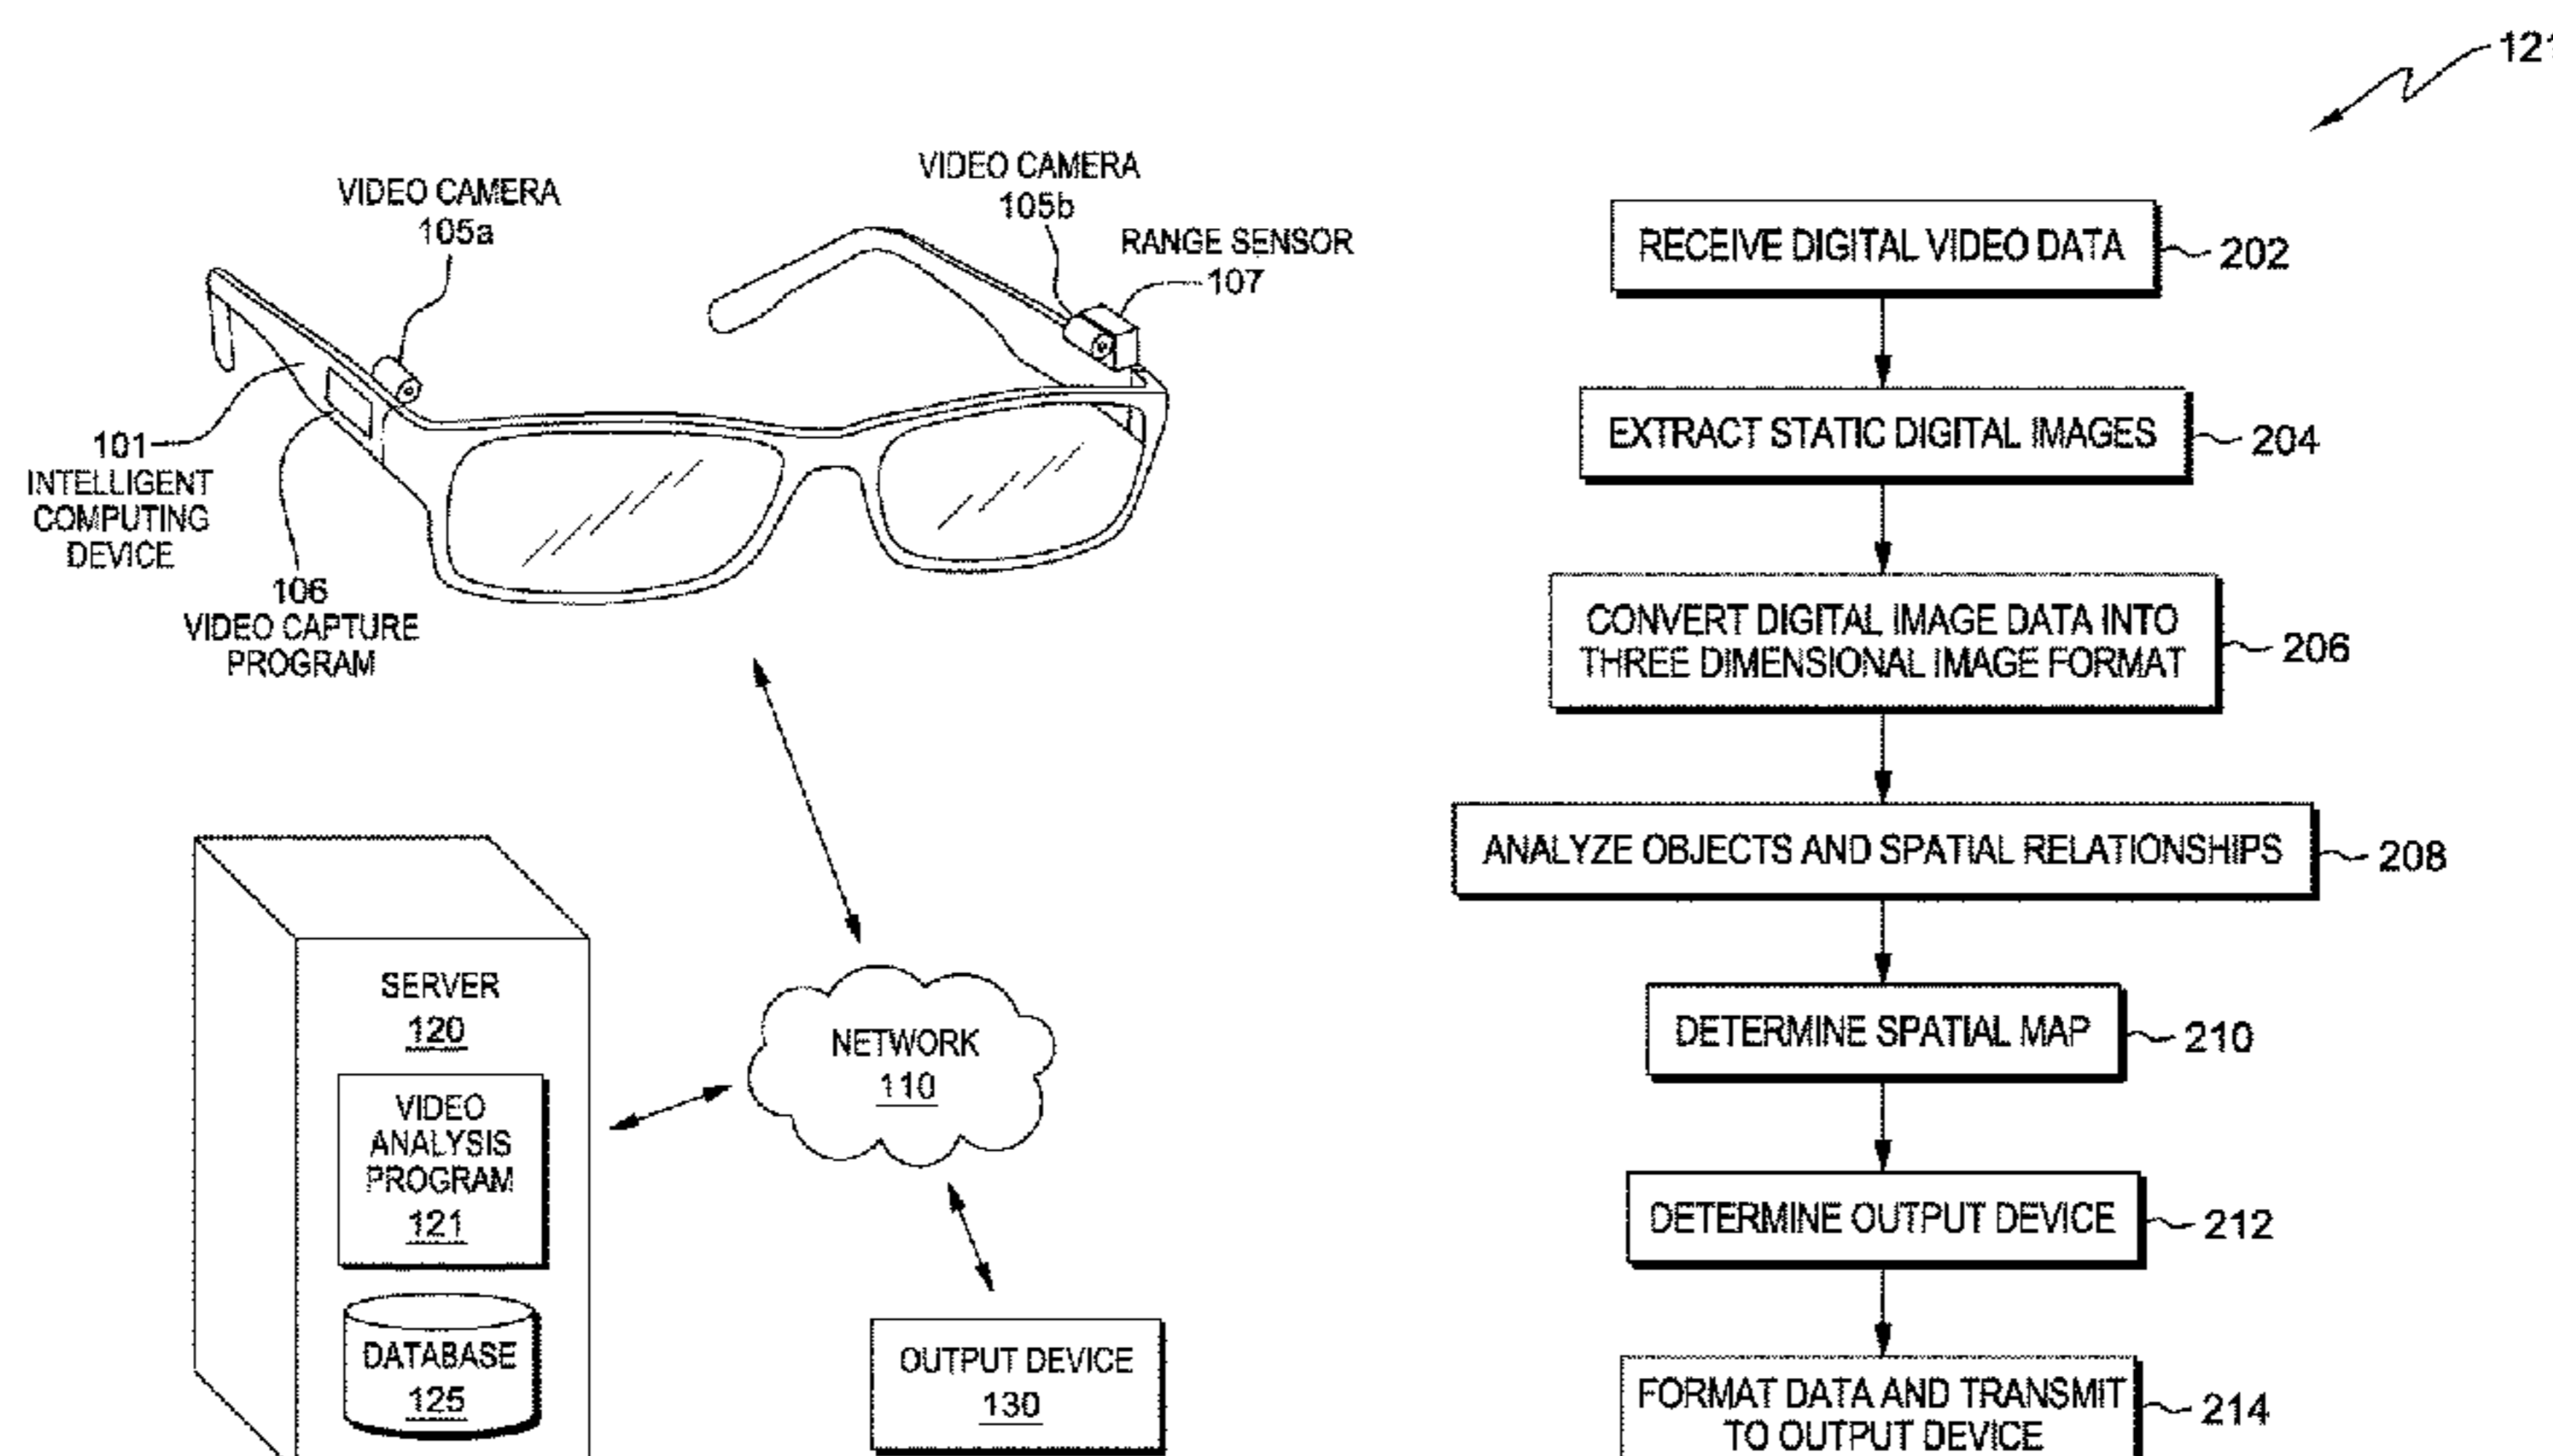 VIDEO CAMERA
105a
VIDEO CAMERA
105b
RANGE SENSOR
107
101
INTELLIGENT
COMPUTING
DEVICE
106
VIDEO CAPTURE
PROGRAM
SERVER
120
VIDEO
ANALYSIS
PROGRAM
121
DATABASE
125
NETWORK
110
OUTPUT DEVICE
130
121
RECEIVE DIGITAL VIDEO DATA
202
EXTRACT STATIC DIGITAL IMAGES
204
CONVERT DIGITAL IMAGE DATA INTO
THREE DIMENSIONAL IMAGE FORMAT
206
ANALYZE OBJECTS AND SPATIAL RELATIONSHIPS
208
DETERMINE SPATIAL MAP
210
DETERMINE OUTPUT DEVICE
212
FORMAT DATA AND TRANSMIT
TO OUTPUT DEVICE
214